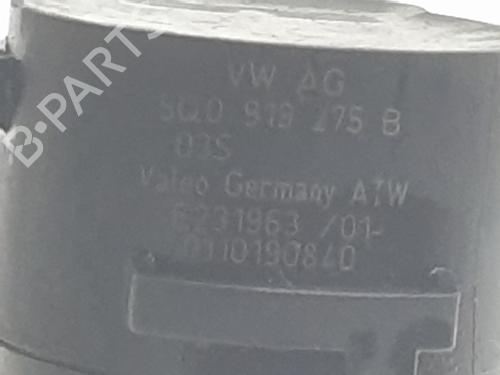 B-PARTS
VW AG
5Q0 919 275 B
03S
Valeo Germany ATW
6231963 /01-
0110190840